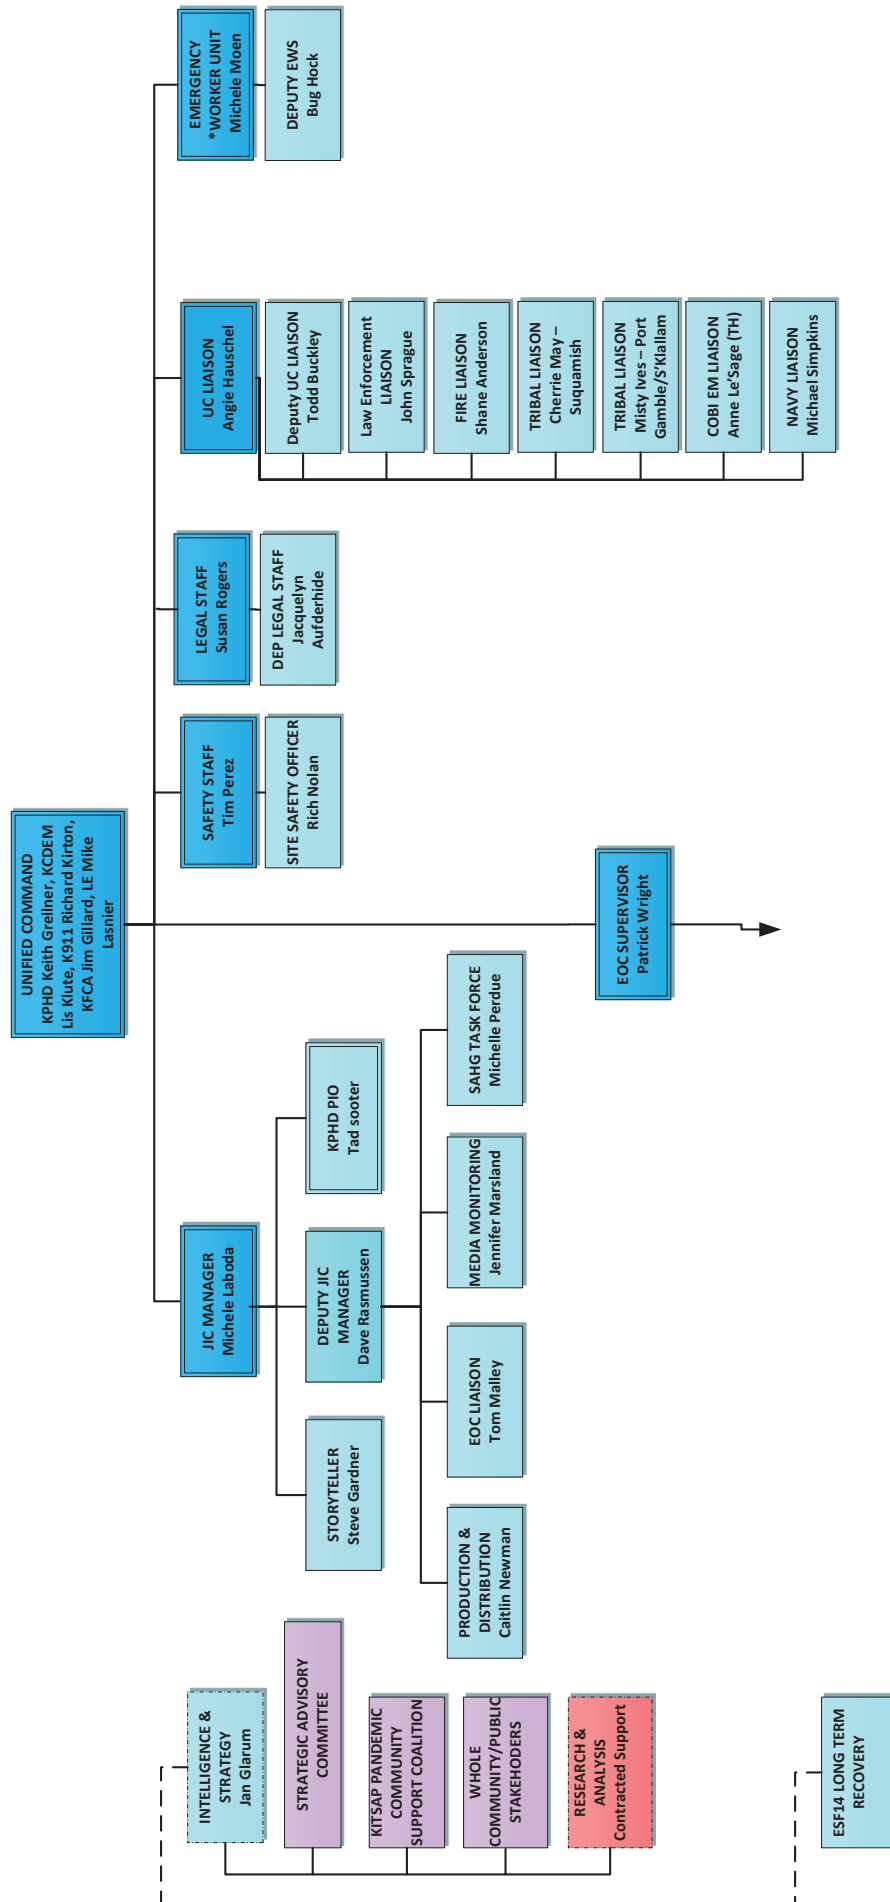 UNIFIED COMMAND
KPHD Keith Grellner, KCDEM
Lis Klute, K911 Richard Kirton,
KFCA Jim Gillard, LE Mike
Lasnier
INTELLIGENCE &
STRATEGY
Jan Glarum
STRATEGIC ADVISORY
COMMITTEE
KITSAP PANDEMIC
COMMUNITY
SUPPORT COALITION
WHOLE
COMMUNITY/PUBLIC
STAKEHODERS
RESEARCH &
ANALYSIS
Contracted Support
JIC MANAGER
Michele Laboda
STORYTELLER
Steve Gardner
DEPUTY JIC
MANAGER
Dave Rasmussen
KPHD PIO
Tad sooter
PRODUCTION &
DISTRIBUTION
Caitlin Newman
EOC LIAISON
Tom Malley
MEDIA MONITORING
Jennifer Marsland
SAHG TASK FORCE
Michelle Perdue
SAFETY STAFF
Tim Perez
SITE SAFETY OFFICER
Rich Nolan
LEGAL STAFF
Susan Rogers
DEP LEGAL STAFF
Jacquelyn
Aufderhide
UC LIAISON
Angie Hauschel
Deputy UC LIAISON
Todd Buckley
Law Enforcement
LIAISON
John Sprague
FIRE LIAISON
Shane Anderson
TRIBAL LIAISON
Cherrie May –
Suquamish
TRIBAL LIAISON
Misty Ives – Port
Gamble/S'Klallam
COBI EM LIAISON
Anne Le'Sage (TH)
NAVY LIAISON
Michael Simpkins
EMERGENCY
*WORKER UNIT
Michele Moen
DEPUTY EWS
Bug Hock
EOC SUPERVISOR
Patrick Wright
ESF14 LONG TERM
RECOVERY